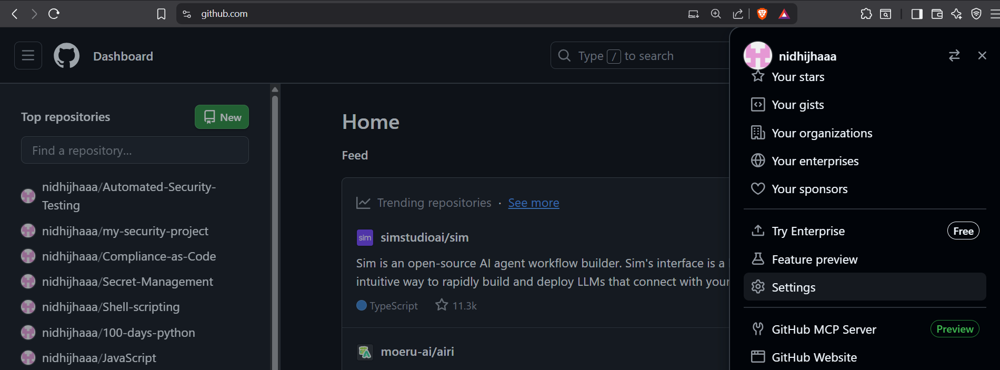 github.com
Dashboard
Type / to search
Top repositories
New
Find a repository...
nidhijhaaa/Automated-Security-
Testing
nidhijhaaa/my-security-project
nidhijhaaa/Compliance-as-Code
nidhijhaaa/Secret-Management
nidhijhaaa/Shell-scripting
nidhijhaaa/100-days-python
nidhijhaaa/JavaScript
Home
Feed
Trending repositories · See more
sim
simstudioai/sim
Sim is an open-source AI agent workflow builder. Sim's interface is a
intuitive way to rapidly build and deploy LLMs that connect with your
TypeScript 11.3k
moeru-ai/airi
nidhijhaaa
Your stars
Your gists
Your organizations
Your enterprises
Your sponsors
Try Enterprise Free
Feature preview
Settings
GitHub MCP Server Preview
GitHub Website